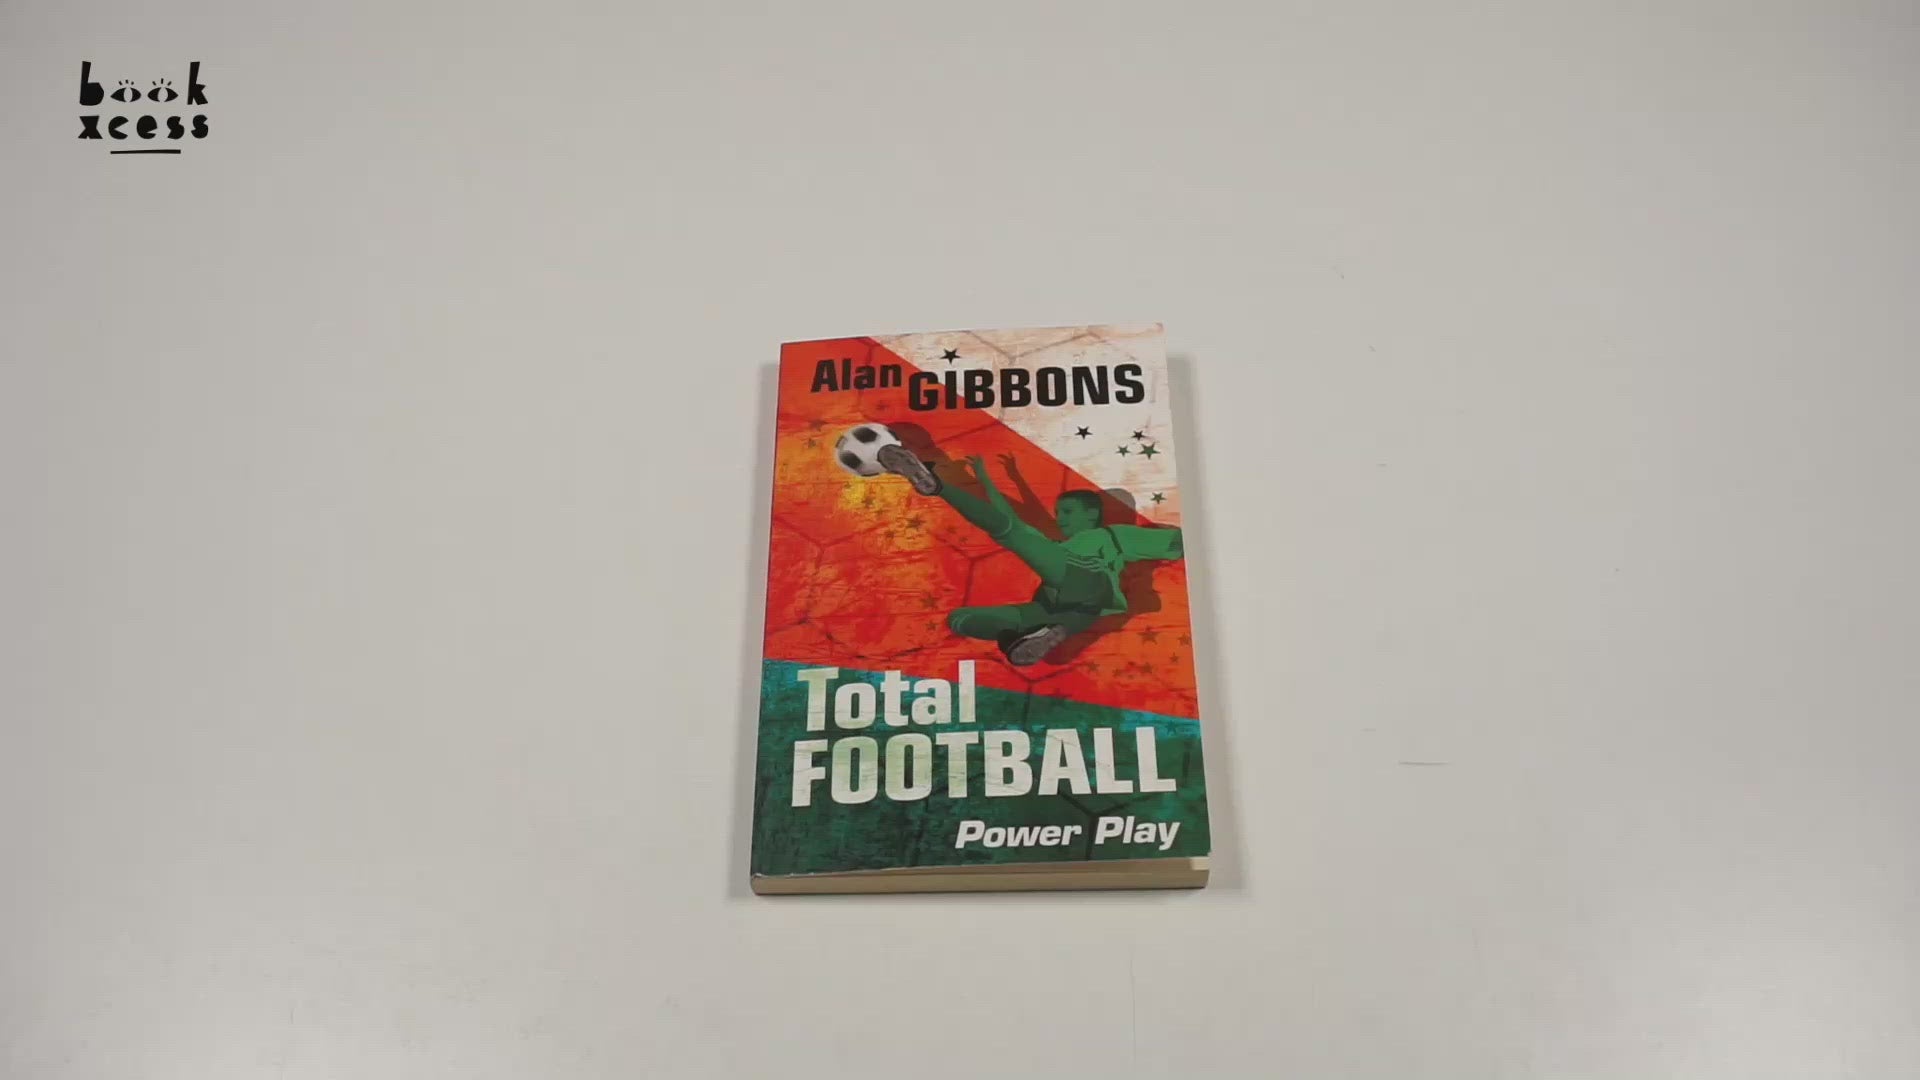 book
xcess
Alan GIBBONS
Total
FOOTBALL
Power Play